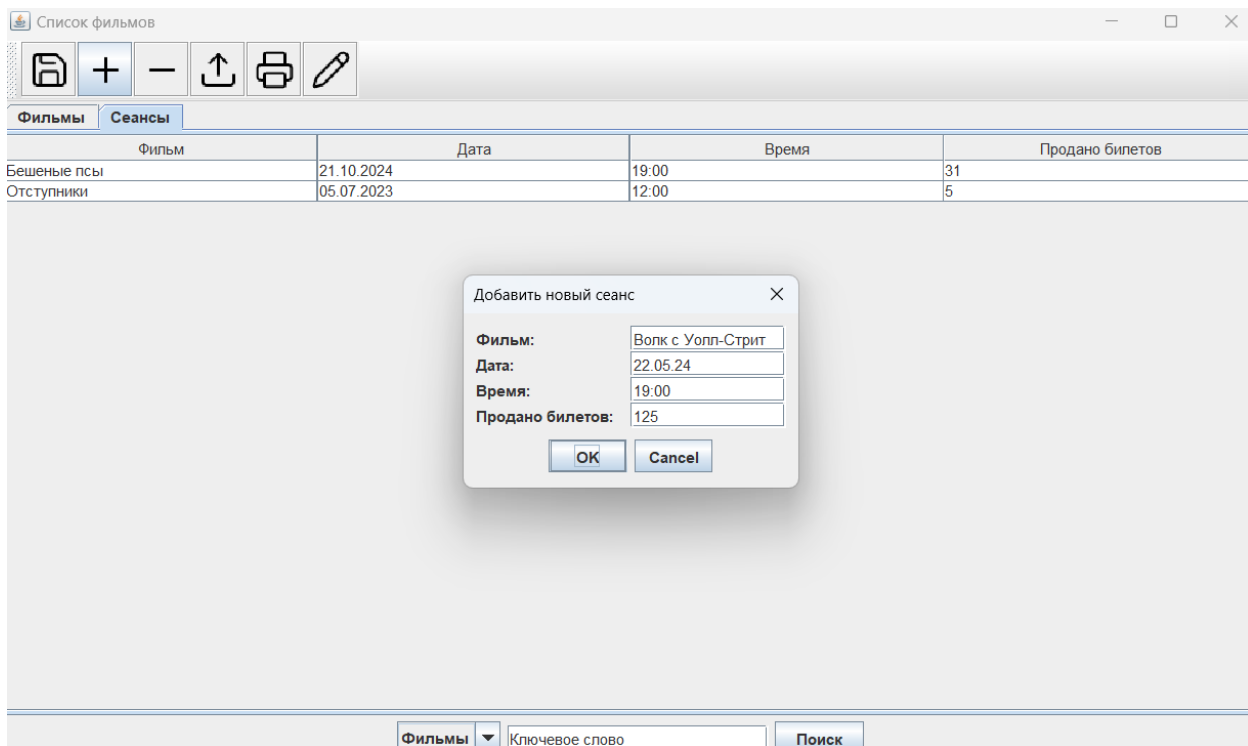 Список фильмов
Фильмы Сеансы
Фильм Дата Время Продано билетов
Бешеные псы 21.10.2024 19:00 31
Отступники 05.07.2023 12:00 5
Добавить новый сеанс
Фильм: Волк с Уолл-Стрит
Дата: 22.05.24
Время: 19:00
Продано билетов: 125
OK Cancel
Фильмы Ключевое слово Поиск